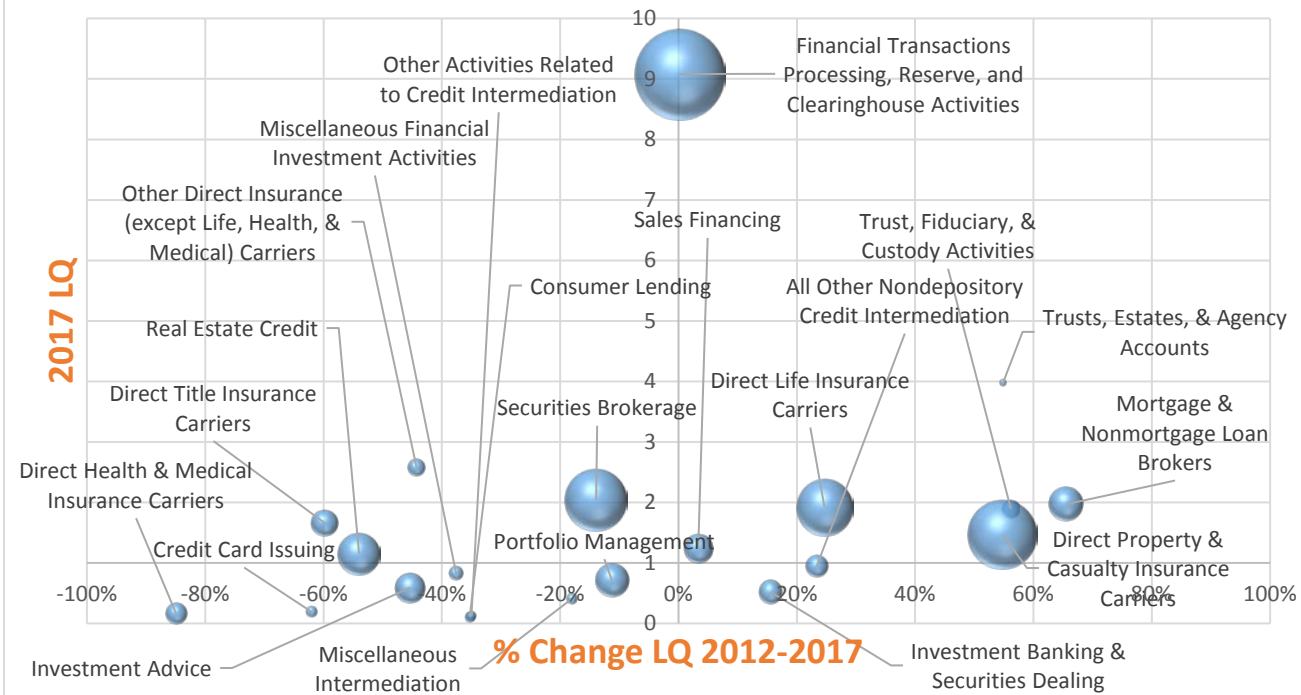 10
9
8
7
6
5
4
3
2
1
0
-100%
-80%
-60%
-40%
-20%
0%
20%
40%
60%
80%
100%
2017 LQ
% Change LQ 2012-2017
Financial Transactions
Processing, Reserve, and
Clearinghouse Activities
Other Activities Related
to Credit Intermediation
Miscellaneous Financial
Investment Activities
Other Direct Insurance
(except Life, Health, &
Medical) Carriers
Sales Financing
Trust, Fiduciary, &
Custody Activities
Consumer Lending
All Other Nondepository
Credit Intermediation
Trusts, Estates, & Agency
Accounts
Real Estate Credit
Direct Title Insurance
Carriers
Securities Brokerage
Direct Life Insurance
Carriers
Mortgage &
Nonmortgage Loan
Brokers
Direct Health & Medical
Insurance Carriers
Credit Card Issuing
Portfolio Management
Direct Property &
Casualty Insurance
Carriers
Investment Advice
Miscellaneous
Intermediation
Investment Banking &
Securities Dealing